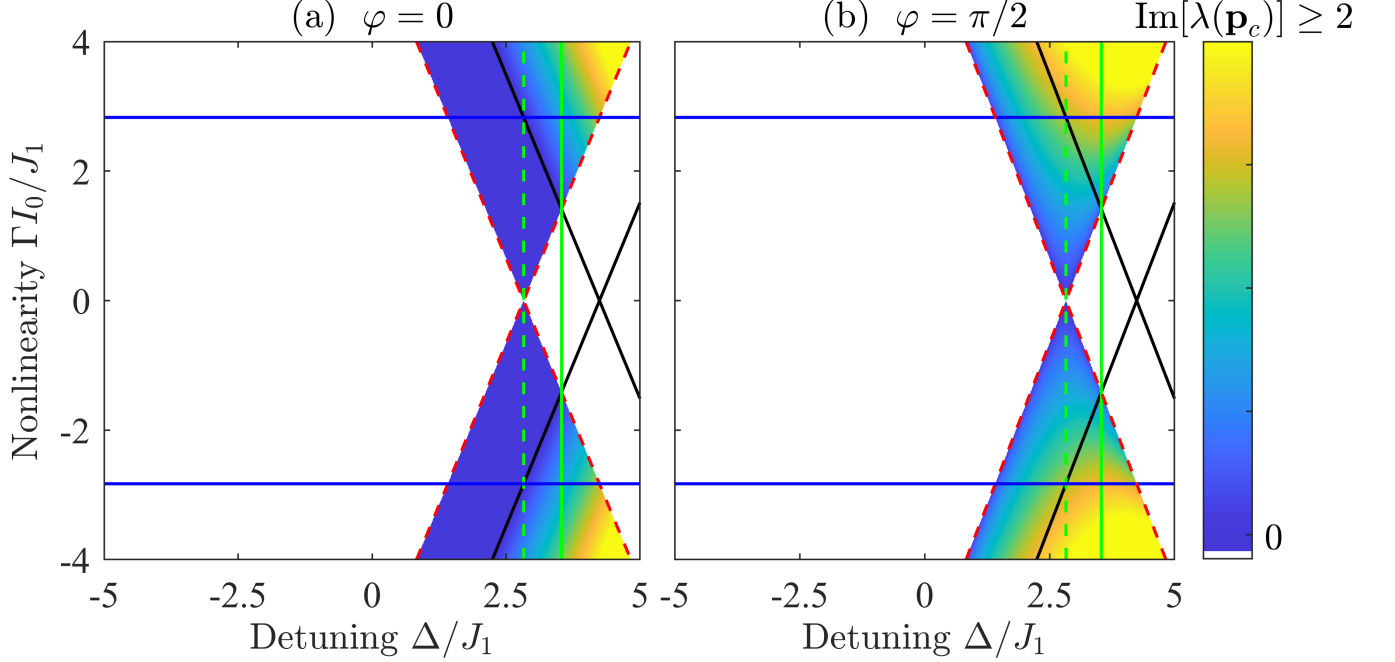 (a) φ = 0
(b) φ = π/2
Im[λ(p_c)] ≥ 2
Nonlinearity ΓI_0/J_1
4
2
0
-2
-4
0
-5 -2.5 0 2.5 5
-5 -2.5 0 2.5 5
Detuning Δ/J_1
Detuning Δ/J_1